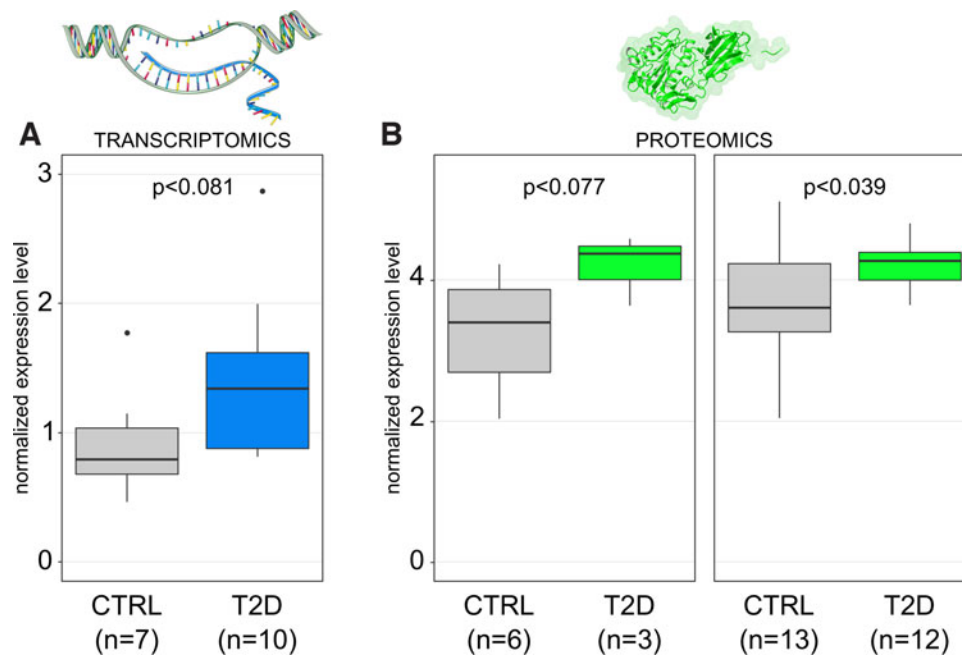 A
TRANSCRIPTOMICS
normalized expression level
3
2
1
0
p<0.081
CTRL
(n=7)
T2D
(n=10)
B
PROTEOMICS
normalized expression level
4
2
0
p<0.077
CTRL
(n=6)
T2D
(n=3)
p<0.039
CTRL
(n=13)
T2D
(n=12)